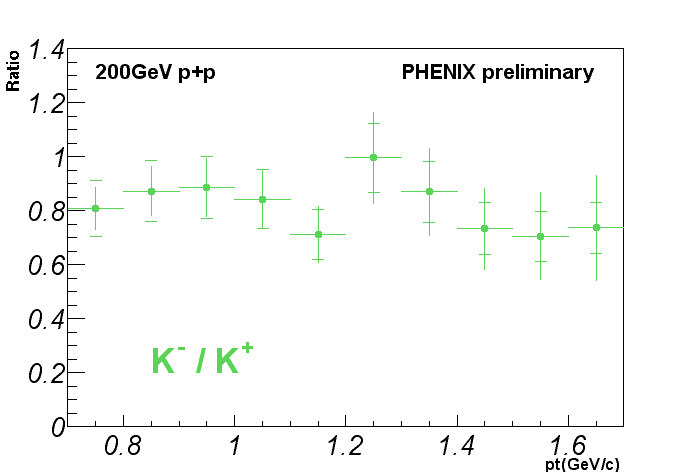 1.4
Ratio
200GeV p+p PHENIX preliminary
1.2
1
0.8
0.6
0.4
K⁻ / K⁺
0.2
0
0.8 1 1.2 1.4 1.6
pt(GeV/c)